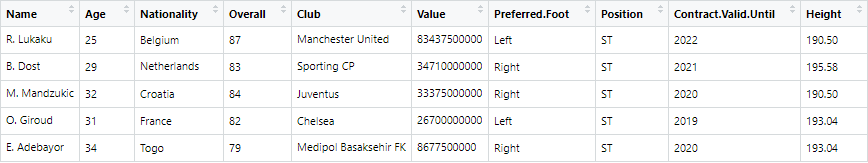 Name Age Nationality Overall Club Value Preferred.Foot Position Contract.Valid.Until Height
R. Lukaku 25 Belgium 87 Manchester United 83437500000 Left ST 2022 190.50
B. Dost 29 Netherlands 83 Sporting CP 34710000000 Right ST 2021 195.58
M. Mandzukic 32 Croatia 84 Juventus 33375000000 Right ST 2020 190.50
O. Giroud 31 France 82 Chelsea 26700000000 Left ST 2019 193.04
E. Adebayor 34 Togo 79 Medipol Basaksehir FK 8677500000 Right ST 2020 193.04